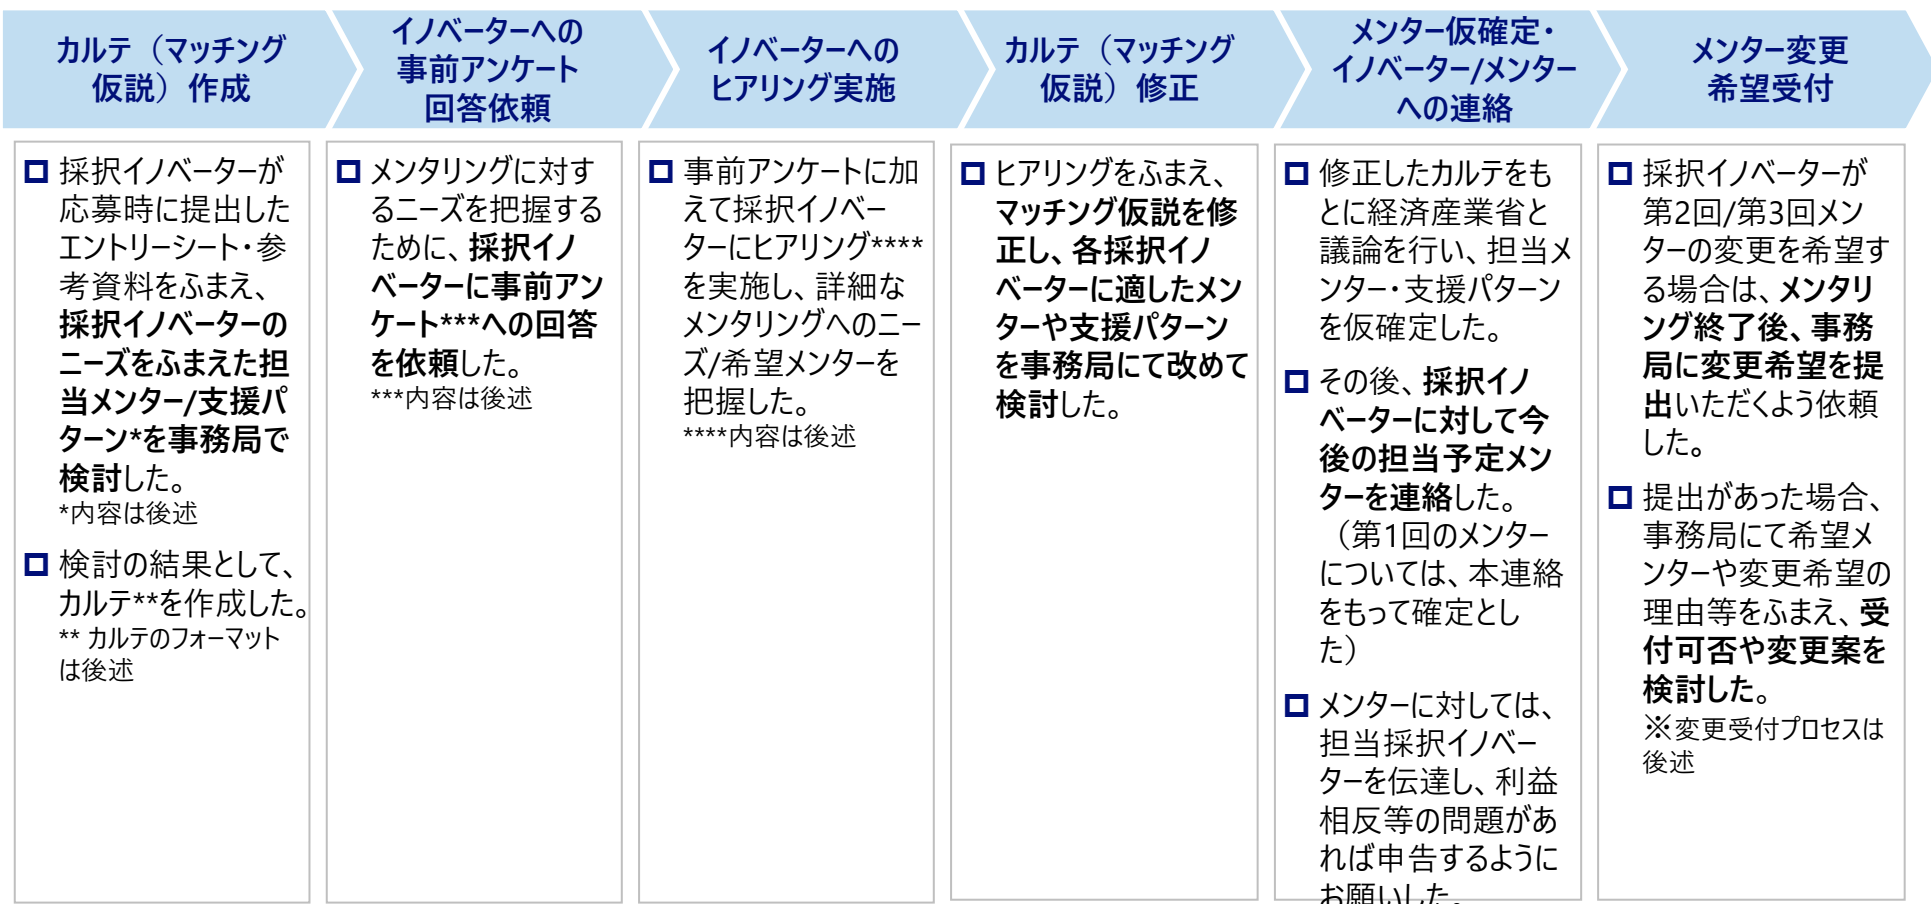 カルテ（マッチング
仮説）作成
イノベーターへの
事前アンケート
回答依頼
イノベーターへの
ヒアリング実施
カルテ（マッチング
仮説）修正
メンター仮確定・
イノベーター/メンター
への連絡
メンター変更
希望受付
採択イノベーターが
応募時に提出した
エントリーシート・参
考資料をふまえ、
採択イノベーターの
ニーズをふまえた担
当メンター/支援パ
ターン*を事務局で
検討した。
*内容は後述
検討の結果として、
カルテ**を作成した。
** カルテのフォーマット
は後述
メンタリングに対す
るニーズを把握する
ために、採択イノ
ベーターに事前アン
ケート***への回答
を依頼した。
***内容は後述
事前アンケートに加
えて採択イノベー
ターにヒアリング****
を実施し、詳細な
メンタリングへのニー
ズ/希望メンターを
把握した。
****内容は後述
ヒアリングをふまえ、
マッチング仮説を修
正し、各採択イノ
ベーターに適したメン
ターや支援パターン
を事務局にて改めて
検討した。
修正したカルテをも
とに経済産業省と
議論を行い、担当メ
ンター・支援パターン
を仮確定した。
その後、採択イノ
ベーターに対して今
後の担当予定メン
ターを連絡した。
（第1回のメンター
については、本連絡
をもって確定とし
た）
メンターに対しては、
担当採択イノベー
ターを伝達し、利益
相反等の問題があ
れば申告するように
お願いした。
採択イノベーターが
第2回/第3回メン
ターの変更を希望す
る場合は、メンタリ
ング終了後、事務
局に変更希望を提
出いただくよう依頼
した。
提出があった場合、
事務局にて希望メ
ンターや変更希望の
理由等をふまえ、受
付可否や変更案を
検討した。
※変更受付プロセスは
後述